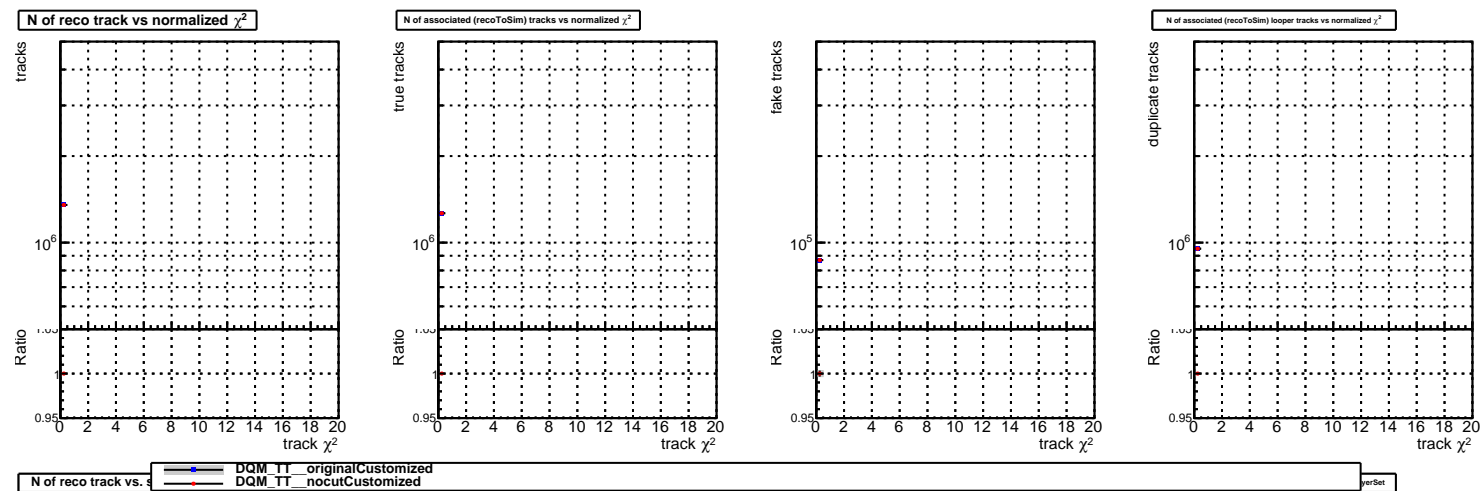 N of reco track vs normalized χ²
N of associated (recoToSim) tracks vs normalized χ²
N of associated (recoToSim) looper tracks vs normalized χ²
tracks
true tracks
fake tracks
duplicate tracks
10⁶
10⁶
10⁵
10⁶
Ratio
1
0.95
Ratio
1
0.95
Ratio
1
0.95
Ratio
1
0.95
0 2 4 6 8 10 12 14 16 18 20
0 2 4 6 8 10 12 14 16 18 20
0 2 4 6 8 10 12 14 16 18 20
0 2 4 6 8 10 12 14 16 18 20
track χ²
track χ²
track χ²
track χ²
DQM_TT__originalCustomized
DQM_TT__nocutCustomized
N of reco track vs.